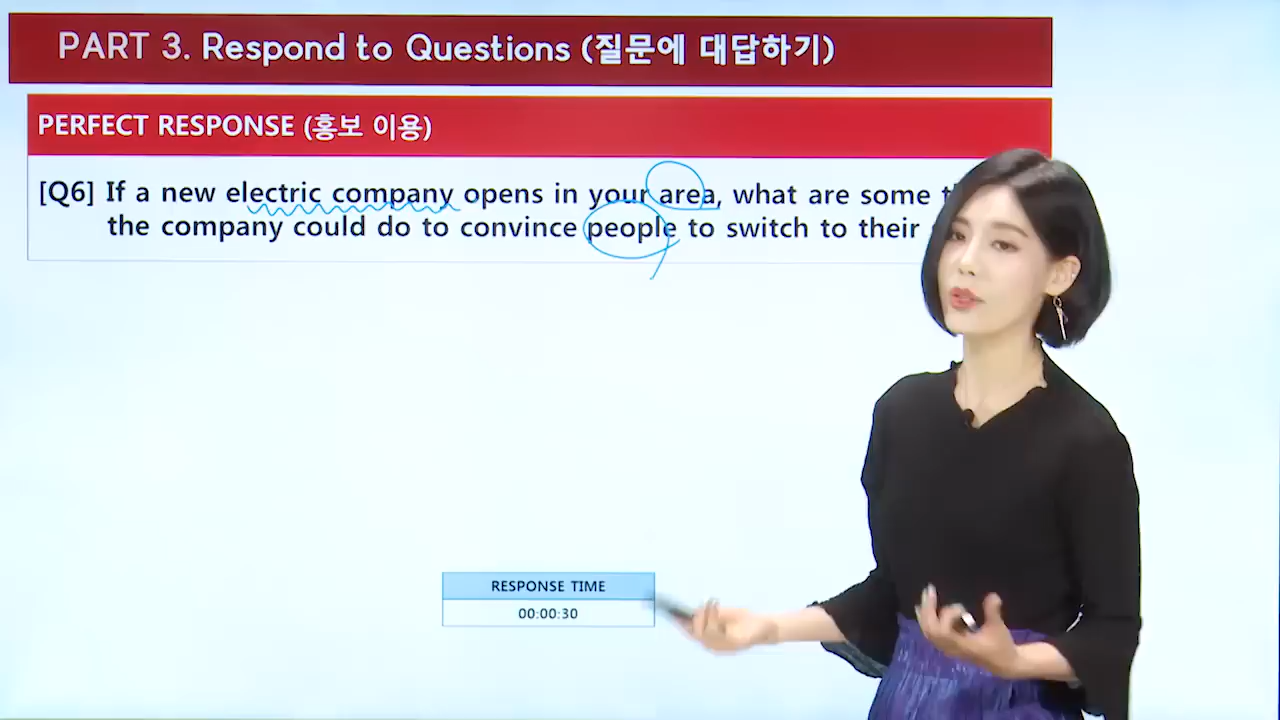 PART 3. Respond to Questions (질문에 대답하기)
PERFECT RESPONSE (홍보 이용)
[Q6] If a new electric company opens in your area, what are some
the company could do to convince people to switch to their
RESPONSE TIME
00:00:30